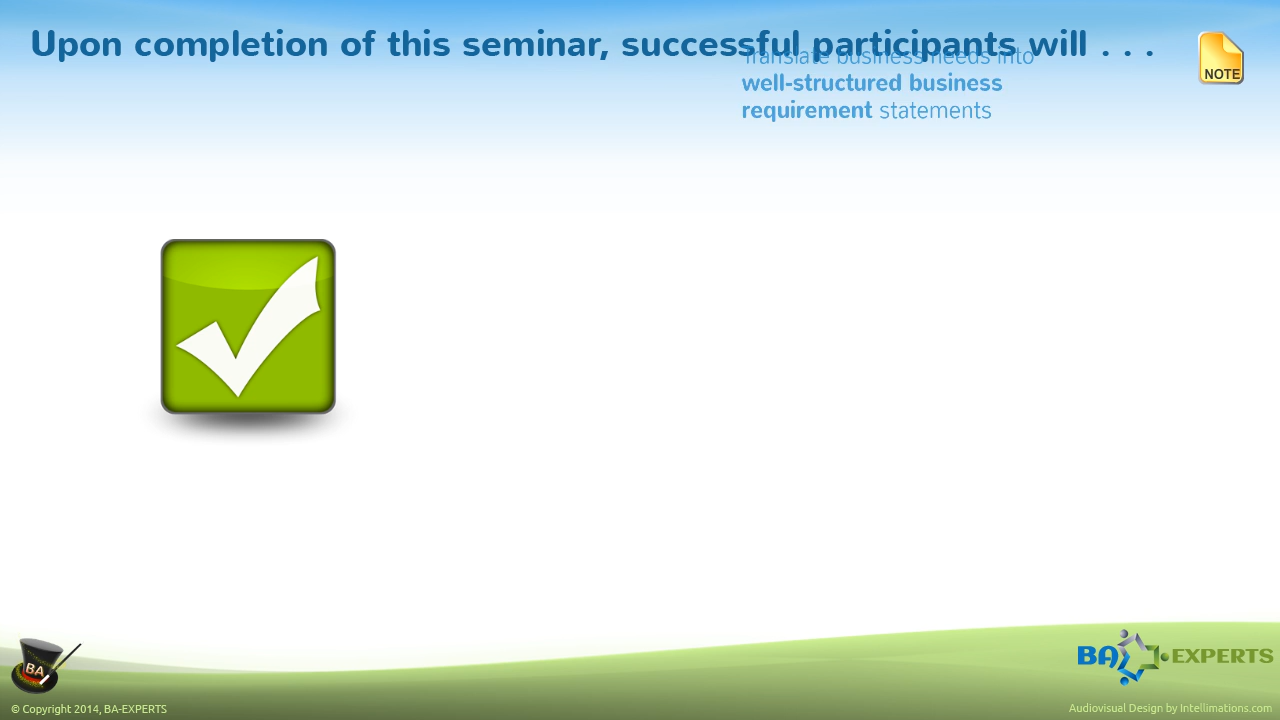 Upon completion of this seminar, successful participants will . . .
NOTE
Translate business needs into
well-structured business
requirement statements
BA
BA EXPERTS
© Copyright 2014, BA-EXPERTS
Audiovisual Design by Intellimations.com